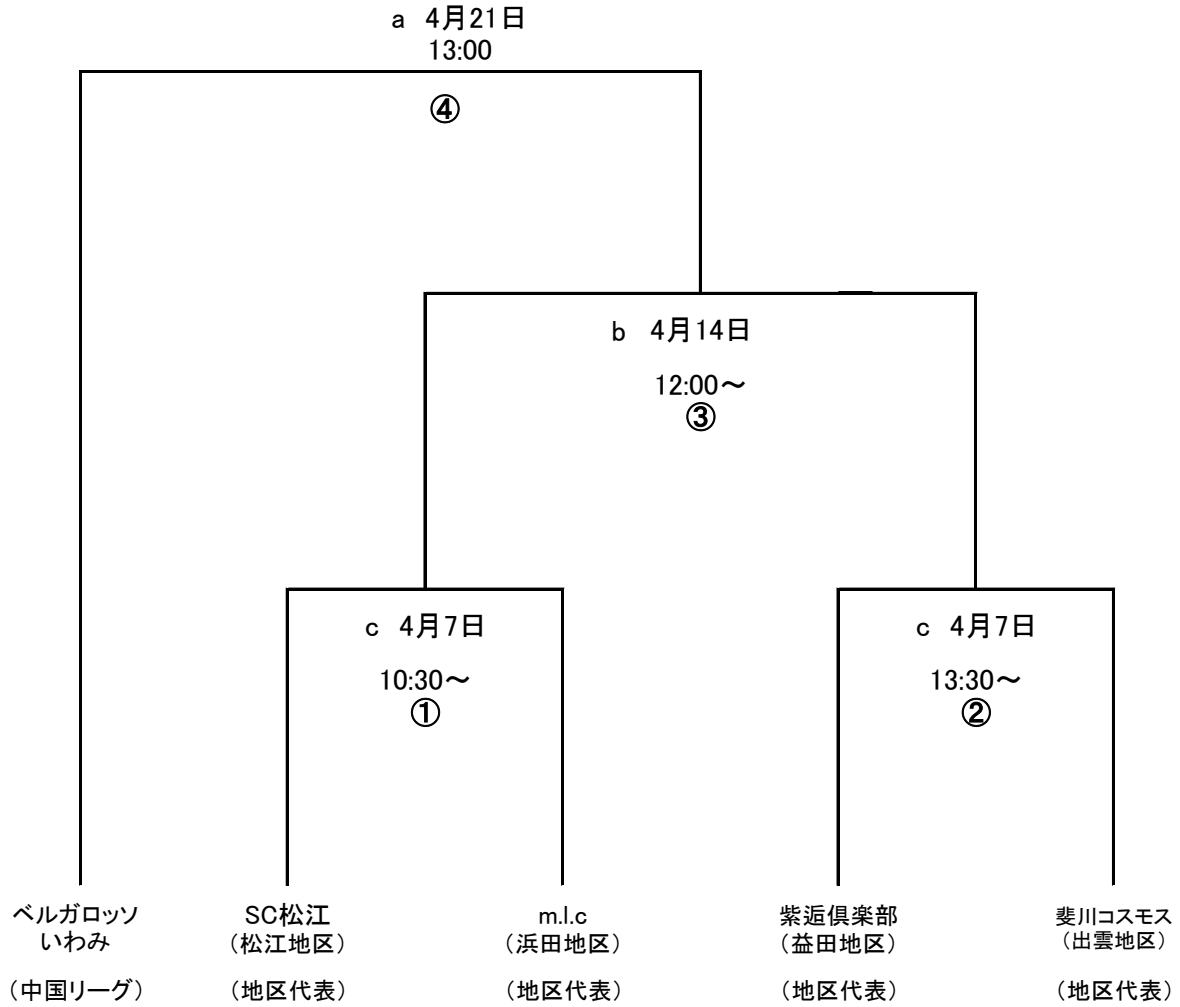 a 4月21日
13:00
④
b 4月14日
12:00～
③
c 4月7日
10:30～
①
c 4月7日
13:30～
②
ベルガロッソ
いわみ
（中国リーグ）
SC松江
（松江地区）
（地区代表）
m.l.c
（浜田地区）
（地区代表）
紫逅倶楽部
（益田地区）
（地区代表）
斐川コスモス
（出雲地区）
（地区代表）